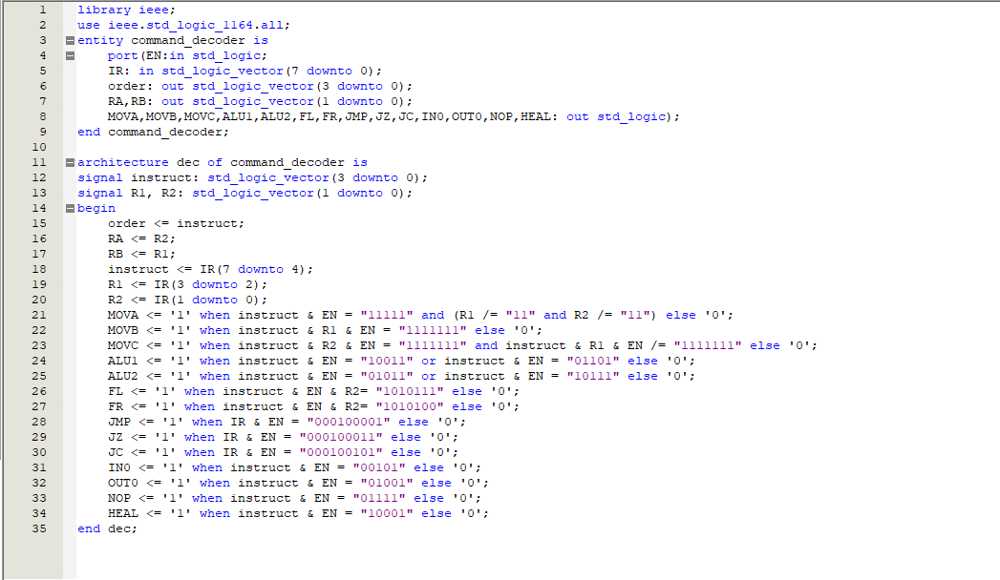 1 library ieee;
2 use ieee.std_logic_1164.all;
3 entity command_decoder is
4 port(EN:in std_logic;
5 IR: in std_logic_vector(7 downto 0);
6 order: out std_logic_vector(3 downto 0);
7 RA,RB: out std_logic_vector(1 downto 0);
8 MOVA,MOVB,MOVC,ALU1,ALU2,FL,FR,JMP,JZ,JC,IN0,OUT0,NOP,HEAL: out std_logic);
9 end command_decoder;
10
11 architecture dec of command_decoder is
12 signal instruct: std_logic_vector(3 downto 0);
13 signal R1, R2: std_logic_vector(1 downto 0);
14 begin
15 order <= instruct;
16 RA <= R2;
17 RB <= R1;
18 instruct <= IR(7 downto 4);
19 R1 <= IR(3 downto 2);
20 R2 <= IR(1 downto 0);
21 MOVA <= '1' when instruct & EN = "11111" and (R1 /= "11" and R2 /= "11") else '0';
22 MOVB <= '1' when instruct & R1 & EN = "1111111" else '0';
23 MOVC <= '1' when instruct & R2 & EN = "1111111" and instruct & R1 & EN /= "1111111" else '0';
24 ALU1 <= '1' when instruct & EN = "10011" or instruct & EN = "01101" else '0';
25 ALU2 <= '1' when instruct & EN = "01011" or instruct & EN = "10111" else '0';
26 FL <= '1' when instruct & EN & R2= "1010111" else '0';
27 FR <= '1' when instruct & EN & R2= "1010100" else '0';
28 JMP <= '1' when IR & EN = "000100001" else '0';
29 JZ <= '1' when IR & EN = "000100011" else '0';
30 JC <= '1' when IR & EN = "000100101" else '0';
31 IN0 <= '1' when instruct & EN = "00101" else '0';
32 OUT0 <= '1' when instruct & EN = "01001" else '0';
33 NOP <= '1' when instruct & EN = "01111" else '0';
34 HEAL <= '1' when instruct & EN = "10001" else '0';
35 end dec;